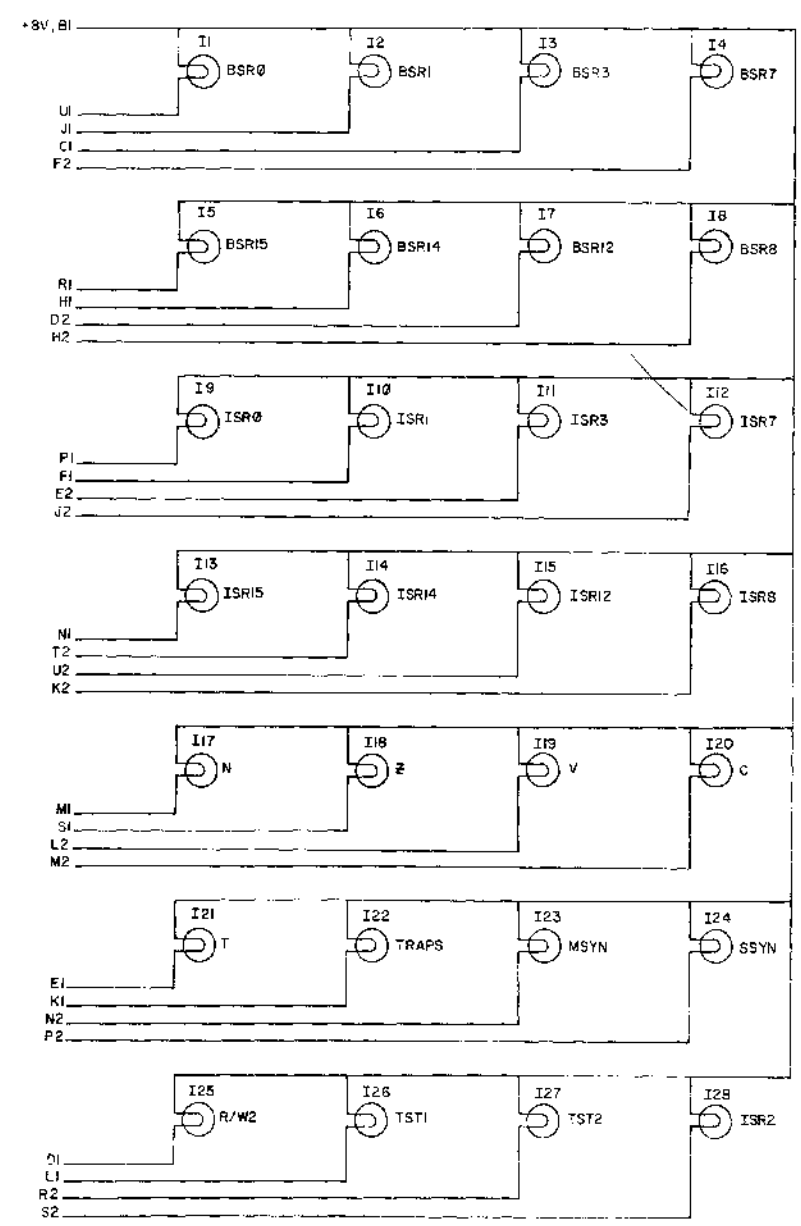 +8V, B1
I1 I2 I3 I4
BSRØ BSR1 BSR3 BSR7
U1
J1
C1
F2
I5 I6 I7 I8
BSR15 BSR14 BSR12 BSR8
R1
H1
D2
H2
I9 I1Ø I11 I12
ISRØ ISR1 ISR3 ISR7
P1
F1
E2
J2
I13 I14 I15 I16
ISR15 ISR14 ISR12 ISR8
N1
T2
U2
K2
I17 I18 I19 I2O
N Z V C
M1
S1
L2
M2
I21 I22 I23 I24
T TRAPS MSYN SSYN
E1
K1
N2
P2
I25 I26 I27 I28
R/W2 TST1 TST2 ISR2
D1
L1
R2
S2